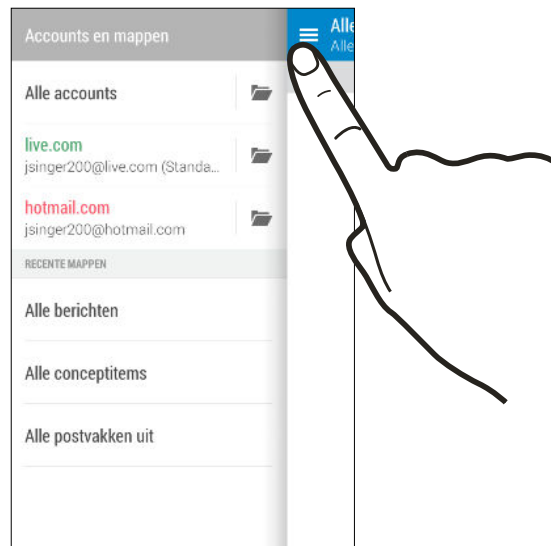 Accounts en mappen
Alle
Alle
Alle accounts
live.com
jsinger200@live.com (Standa...
hotmail.com
jsinger200@hotmail.com
RECENTE MAPPEN
Alle berichten
Alle conceptitems
Alle postvakken uit